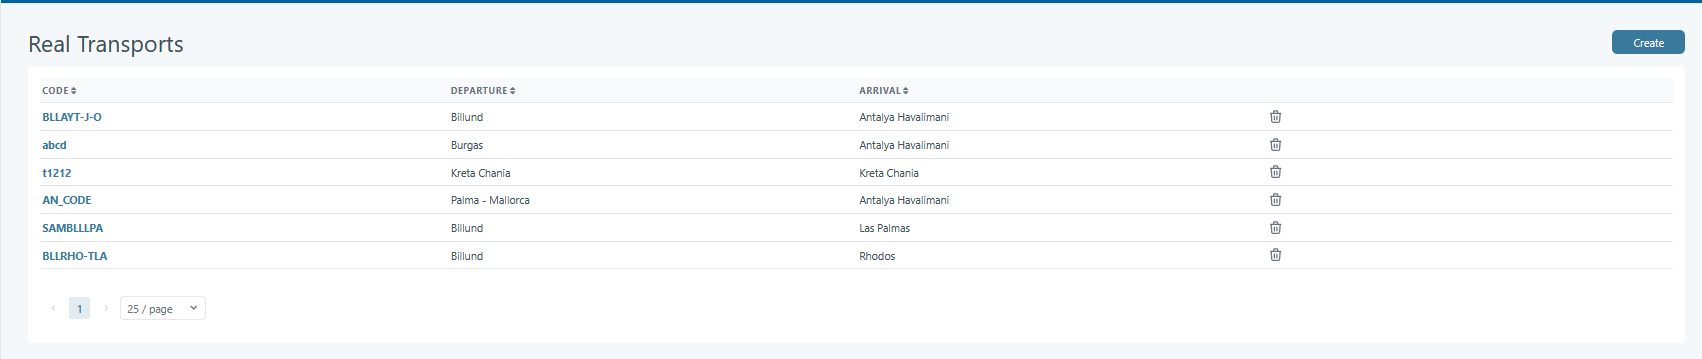 Real Transports
Create
CODE DEPARTURE ARRIVAL
BLLAYT-J-O Billund Antalya Havalimani
abcd Burgas Antalya Havalimani
t1212 Kreta Chania Kreta Chania
AN_CODE Palma - Mallorca Antalya Havalimani
SAMBLLLPA Billund Las Palmas
BLLRHO-TLA Billund Rhodos
1 25 / page